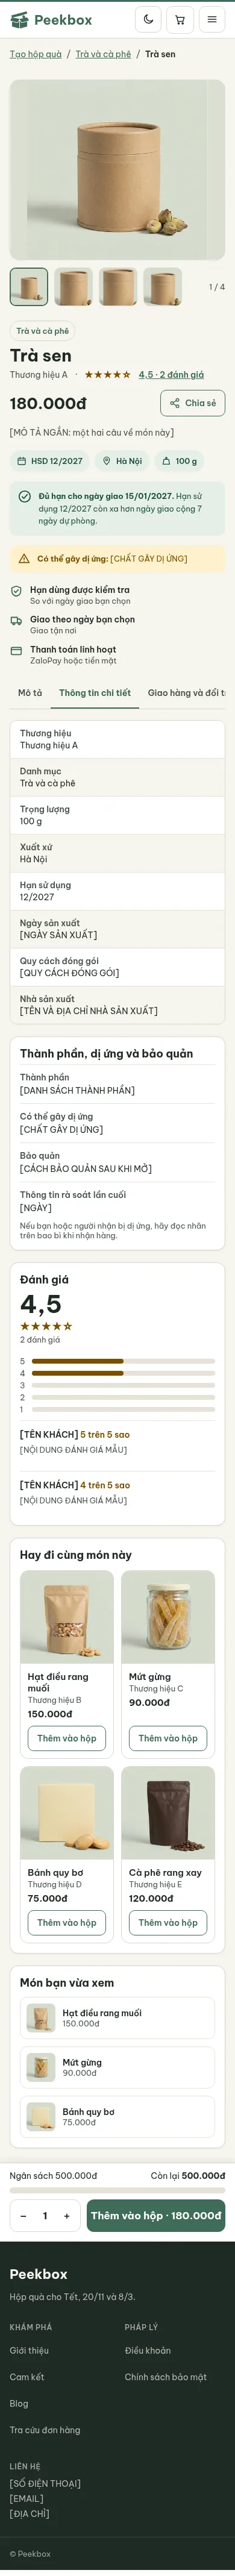 Peekbox
Tạo hộp quà / Trà và cà phê / Trà sen
1 / 4
Trà và cà phê
Trà sen
Thương hiệu A · ★★★★☆ 4,5 · 2 đánh giá
180.000đ
Chia sẻ
[MÔ TẢ NGẮN: một hai câu về món này]
HSD 12/2027
Hà Nội
100 g
Đủ hạn cho ngày giao 15/01/2027. Hạn sử
dụng 12/2027 còn xa hơn ngày giao cộng 7
ngày dự phòng.
Có thể gây dị ứng: [CHẤT GÂY DỊ ỨNG]
Hạn dùng được kiểm tra
So với ngày giao bạn chọn
Giao theo ngày bạn chọn
Giao tận nơi
Thanh toán linh hoạt
ZaloPay hoặc tiền mặt
Mô tả
Thông tin chi tiết
Giao hàng và đổi tr
Thương hiệu
Thương hiệu A
Danh mục
Trà và cà phê
Trọng lượng
100 g
Xuất xứ
Hà Nội
Hạn sử dụng
12/2027
Ngày sản xuất
[NGÀY SẢN XUẤT]
Quy cách đóng gói
[QUY CÁCH ĐÓNG GÓI]
Nhà sản xuất
[TÊN VÀ ĐỊA CHỈ NHÀ SẢN XUẤT]
Thành phần, dị ứng và bảo quản
Thành phần
[DANH SÁCH THÀNH PHẦN]
Có thể gây dị ứng
[CHẤT GÂY DỊ ỨNG]
Bảo quản
[CÁCH BẢO QUẢN SAU KHI MỞ]
Thông tin rà soát lần cuối
[NGÀY]
Nếu bạn hoặc người nhận bị dị ứng, hãy đọc nhãn
trên bao bì khi nhận hàng.
Đánh giá
4,5
★★★★☆
2 đánh giá
5
4
3
2
1
[TÊN KHÁCH] 5 trên 5 sao
[NỘI DUNG ĐÁNH GIÁ MẪU]
[TÊN KHÁCH] 4 trên 5 sao
[NỘI DUNG ĐÁNH GIÁ MẪU]
Hay đi cùng món này
Hạt điều rang
muối
Thương hiệu B
150.000đ
Thêm vào hộp
Mứt gừng
Thương hiệu C
90.000đ
Thêm vào hộp
Bánh quy bơ
Thương hiệu D
75.000đ
Thêm vào hộp
Cà phê rang xay
Thương hiệu E
120.000đ
Thêm vào hộp
Món bạn vừa xem
Hạt điều rang muối
150.000đ
Mứt gừng
90.000đ
Bánh quy bơ
75.000đ
Ngân sách 500.000đ
Còn lại 500.000đ
− 1 +
Thêm vào hộp · 180.000đ
Peekbox
Hộp quà cho Tết, 20/11 và 8/3.
KHÁM PHÁ
Giới thiệu
Cam kết
Blog
Tra cứu đơn hàng
PHÁP LÝ
Điều khoản
Chính sách bảo mật
LIÊN HỆ
[SỐ ĐIỆN THOẠI]
[EMAIL]
[ĐỊA CHỈ]
© Peekbox